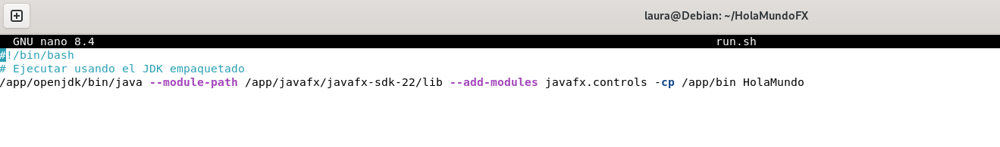 laura@Debian: ~/HolaMundoFX
GNU nano 8.4 run.sh
#!/bin/bash
# Ejecutar usando el JDK empaquetado
/app/openjdk/bin/java --module-path /app/javafx/javafx-sdk-22/lib --add-modules javafx.controls -cp /app/bin HolaMundo